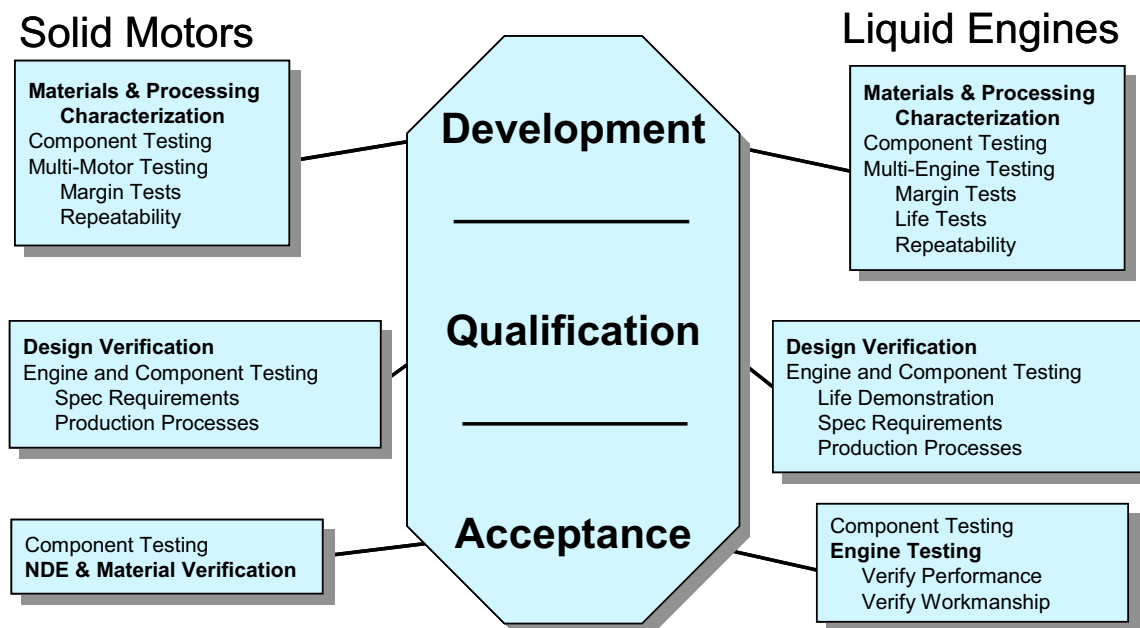 Solid Motors
Materials & Processing
Characterization
Component Testing
Multi-Motor Testing
Margin Tests
Repeatability
Design Verification
Engine and Component Testing
Spec Requirements
Production Processes
Component Testing
NDE & Material Verification
Development
Qualification
Acceptance
Liquid Engines
Materials & Processing
Characterization
Component Testing
Multi-Engine Testing
Margin Tests
Life Tests
Repeatability
Design Verification
Engine and Component Testing
Life Demonstration
Spec Requirements
Production Processes
Component Testing
Engine Testing
Verify Performance
Verify Workmanship